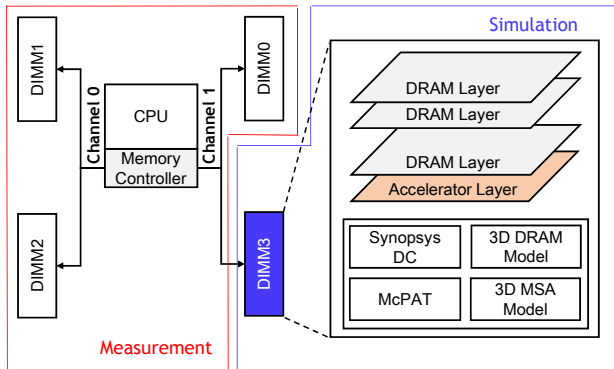 Simulation
DIMM1
Channel 0
CPU
Memory
Controller
Channel 1
DIMM0
DIMM2
DIMM3
Measurement
DRAM Layer
DRAM Layer
DRAM Layer
Accelerator Layer
Synopsys
DC
3D DRAM
Model
McPAT
3D MSA
Model